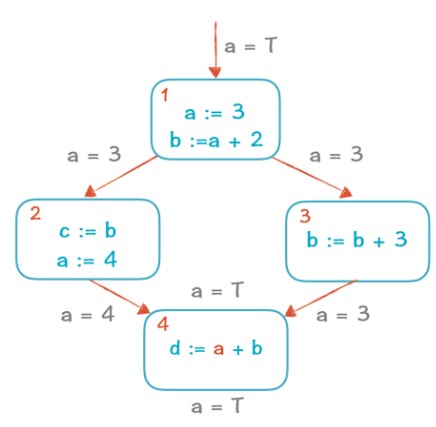 a = T
1
a := 3
b :=a + 2
a = 3
a = 3
2
c := b
a := 4
3
b := b + 3
a = T
a = 4
a = 3
4
d := a + b
a = T